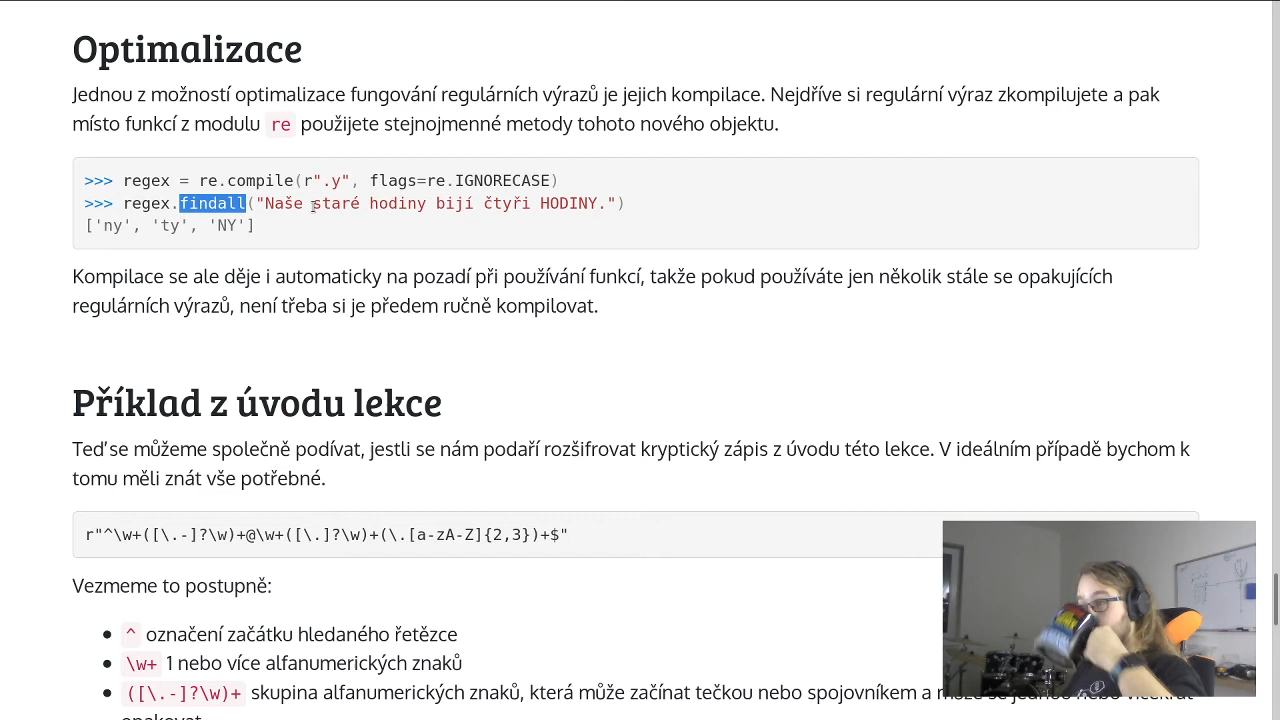 Optimalizace
Jednou z možností optimalizace fungování regulárních výrazů je jejich kompilace. Nejdříve si regulární výraz zkompilujete a pak
místo funkcí z modulu re použijete stejnojmenné metody tohoto nového objektu.
>>> regex = re.compile(r".y", flags=re.IGNORECASE)
>>> regex.findall("Naše staré hodiny bijí čtyři HODINY.")
['ny', 'ty', 'NY']
Kompilace se ale děje i automaticky na pozadí při používání funkcí, takže pokud používáte jen několik stále se opakujících
regulárních výrazů, není třeba si je předem ručně kompilovat.
Příklad z úvodu lekce
Teď se můžeme společně podívat, jestli se nám podaří rozšifrovat kryptický zápis z úvodu této lekce. V ideálním případě bychom k
tomu měli znát vše potřebné.
r"^\w+([\.-]?\w)+@\w+([\.]?\w)+(\.[a-zA-Z]{2,3})+$"
Vezmeme to postupně:
^ označení začátku hledaného řetězce
\w+ 1 nebo více alfanumerických znaků
([\.-]?\w)+ skupina alfanumerických znaků, která může začínat tečkou nebo spojovníkem a